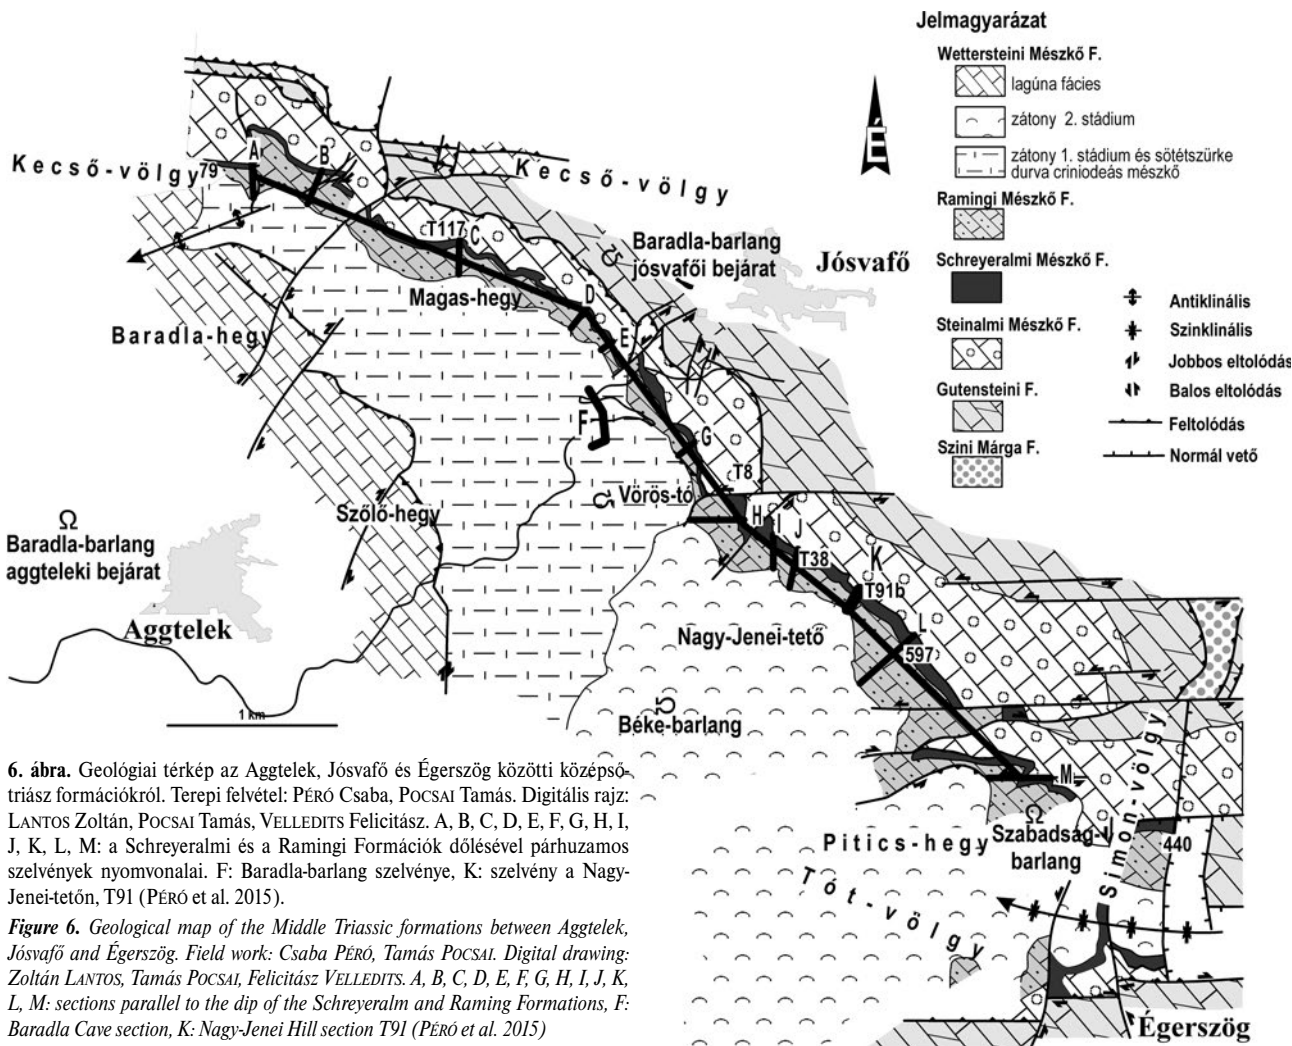 Jelmagyarázat
Wettersteini Mészkő F.
lagúna fácies
zátony 2. stádium
zátony 1. stádium és sötétszürke
durva criniodeás mészkő
Ramingi Mészkő F.
Schreyeralmi Mészkő F.
Steinalmi Mészkő F.
Gutensteini F.
Szini Márga F.
Antiklinális
Szinklinális
Jobbos eltolódás
Balos eltolódás
Feltolódás
Normál vető
É
Kecső-völgy
79
A
B
Kecső-völgy
T117
C
Baradla-barlang
jósvafői bejárat
Jósvafő
Magas-hegy
D
Baradla-hegy
E
F
G
T8
Vörös-tó
Szőlő-hegy
H
I
J
T38
K
T91b
Baradla-barlang
aggteleki bejárat
Aggtelek
Nagy-Jenei-tető
L
597
Béke-barlang
1 km
M
Szabadság-
barlang
Pitics-hegy
Tót-völgy
Simon-völgy
440
Égerszög
6. ábra. Geológiai térkép az Aggtelek, Jósvafő és Égerszög közötti középső-
triász formációkról. Terepi felvétel: PÉRÓ Csaba, POCSAI Tamás. Digitális rajz:
LANTOS Zoltán, POCSAI Tamás, VELLEDITS Felicitász. A, B, C, D, E, F, G, H, I,
J, K, L, M: a Schreyeralmi és a Ramingi Formációk dőlésével párhuzamos
szelvények nyomvonalai. F: Baradla-barlang szelvénye, K: szelvény a Nagy-
Jenei-tetőn, T91 (PÉRÓ et al. 2015).
Figure 6. Geological map of the Middle Triassic formations between Aggtelek,
Jósvafő and Égerszög. Field work: Csaba PÉRÓ, Tamás POCSAI. Digital drawing:
Zoltán LANTOS, Tamás POCSAI, Felicitász VELLEDITS. A, B, C, D, E, F, G, H, I, J, K,
L, M: sections parallel to the dip of the Schreyeralm and Raming Formations, F:
Baradla Cave section, K: Nagy-Jenei Hill section T91 (PÉRÓ et al. 2015)